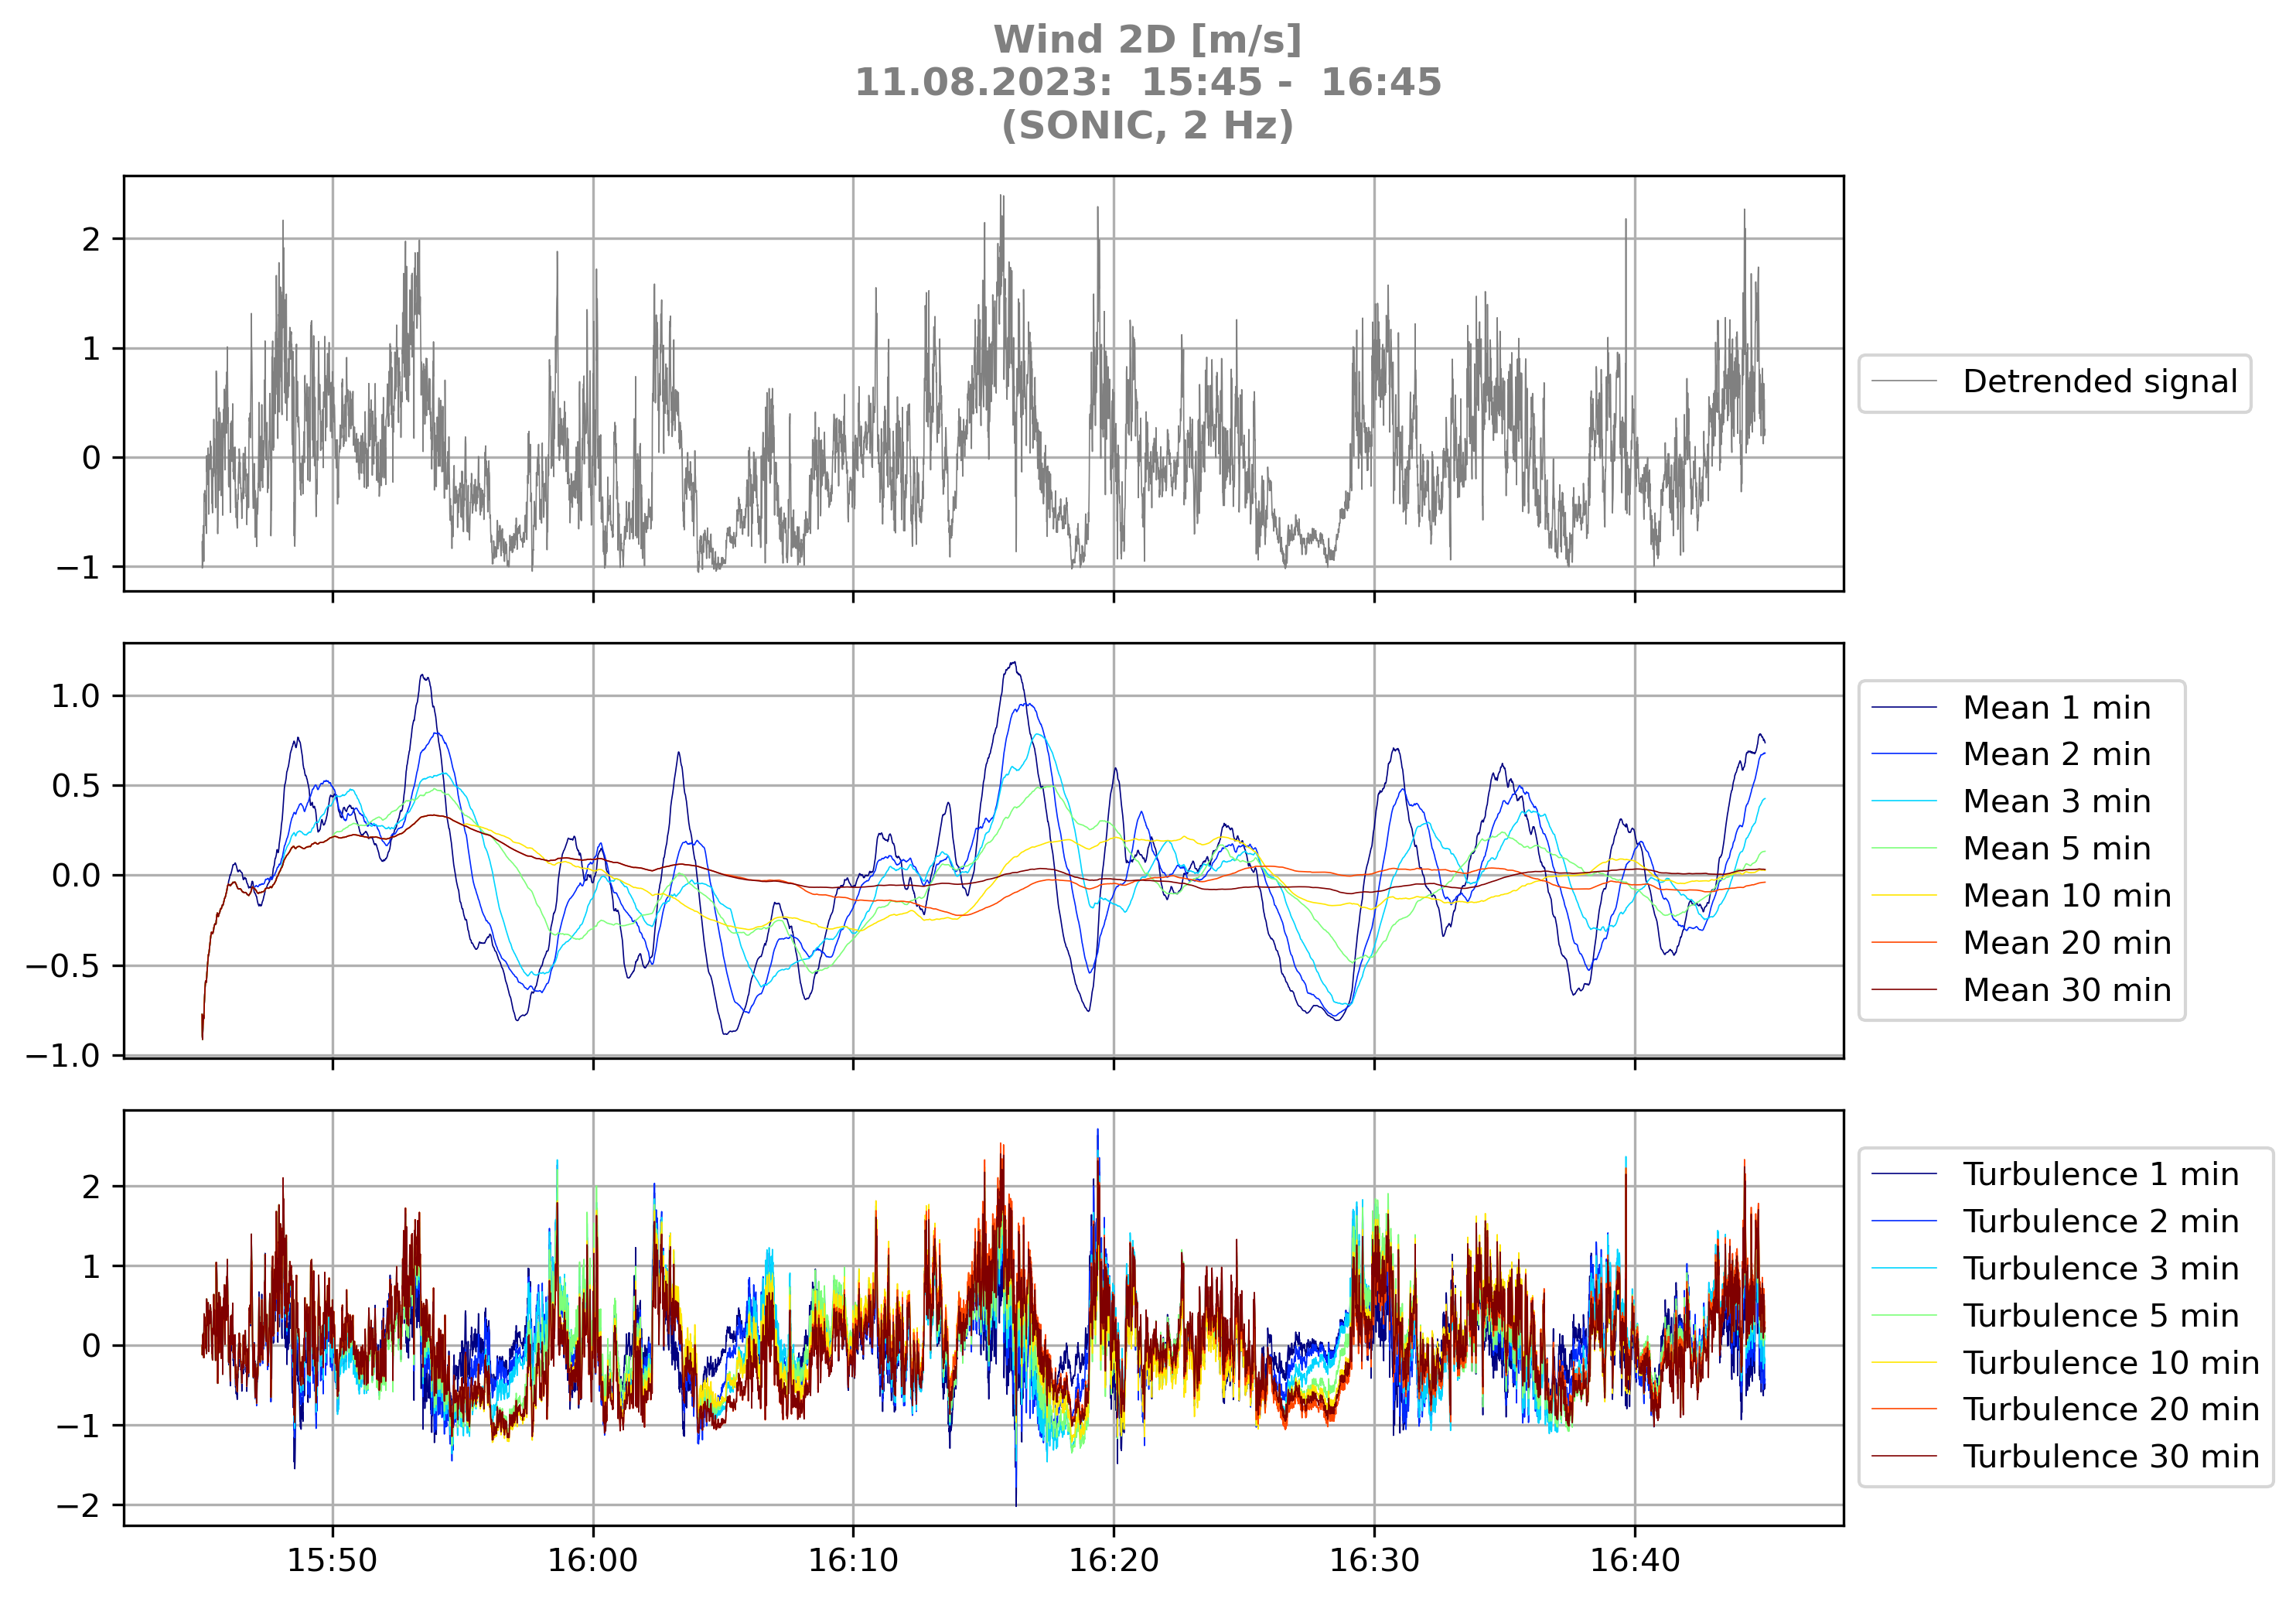 Wind 2D [m/s]
11.08.2023:  15:45 -  16:45
(SONIC, 2 Hz)
2
1
0
−1
Detrended signal
1.0
0.5
0.0
−0.5
−1.0
Mean 1 min
Mean 2 min
Mean 3 min
Mean 5 min
Mean 10 min
Mean 20 min
Mean 30 min
2
1
0
−1
−2
Turbulence 1 min
Turbulence 2 min
Turbulence 3 min
Turbulence 5 min
Turbulence 10 min
Turbulence 20 min
Turbulence 30 min
15:50 16:00 16:10 16:20 16:30 16:40